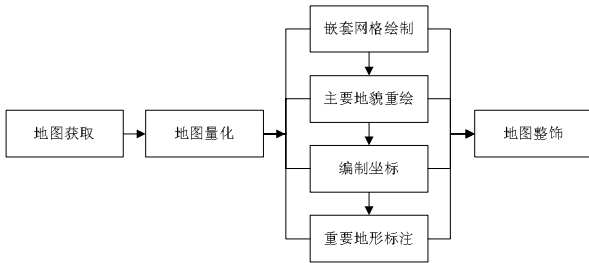 地图获取
地图量化
嵌套网格绘制
主要地貌重绘
编制坐标
重要地形标注
地图整饰